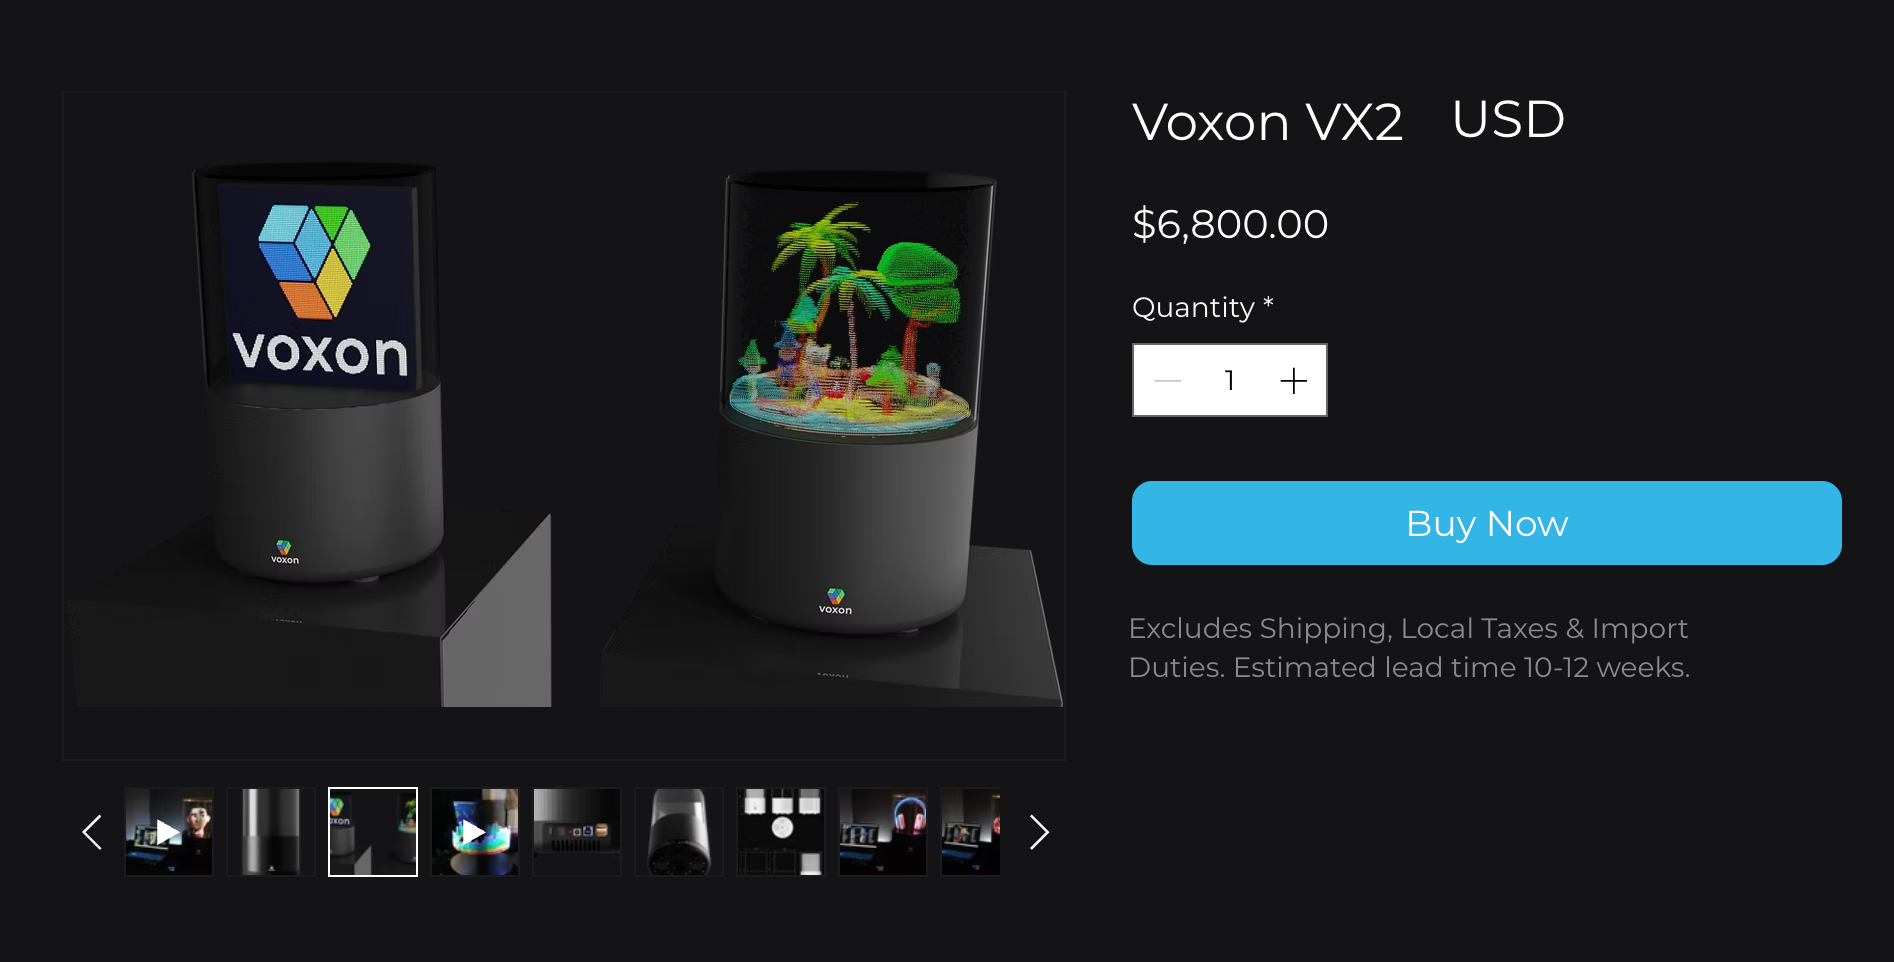 Voxon VX2 USD
$6,800.00
Quantity *
1
Buy Now
Excludes Shipping, Local Taxes & Import
Duties. Estimated lead time 10-12 weeks.
voxon
voxon
voxon